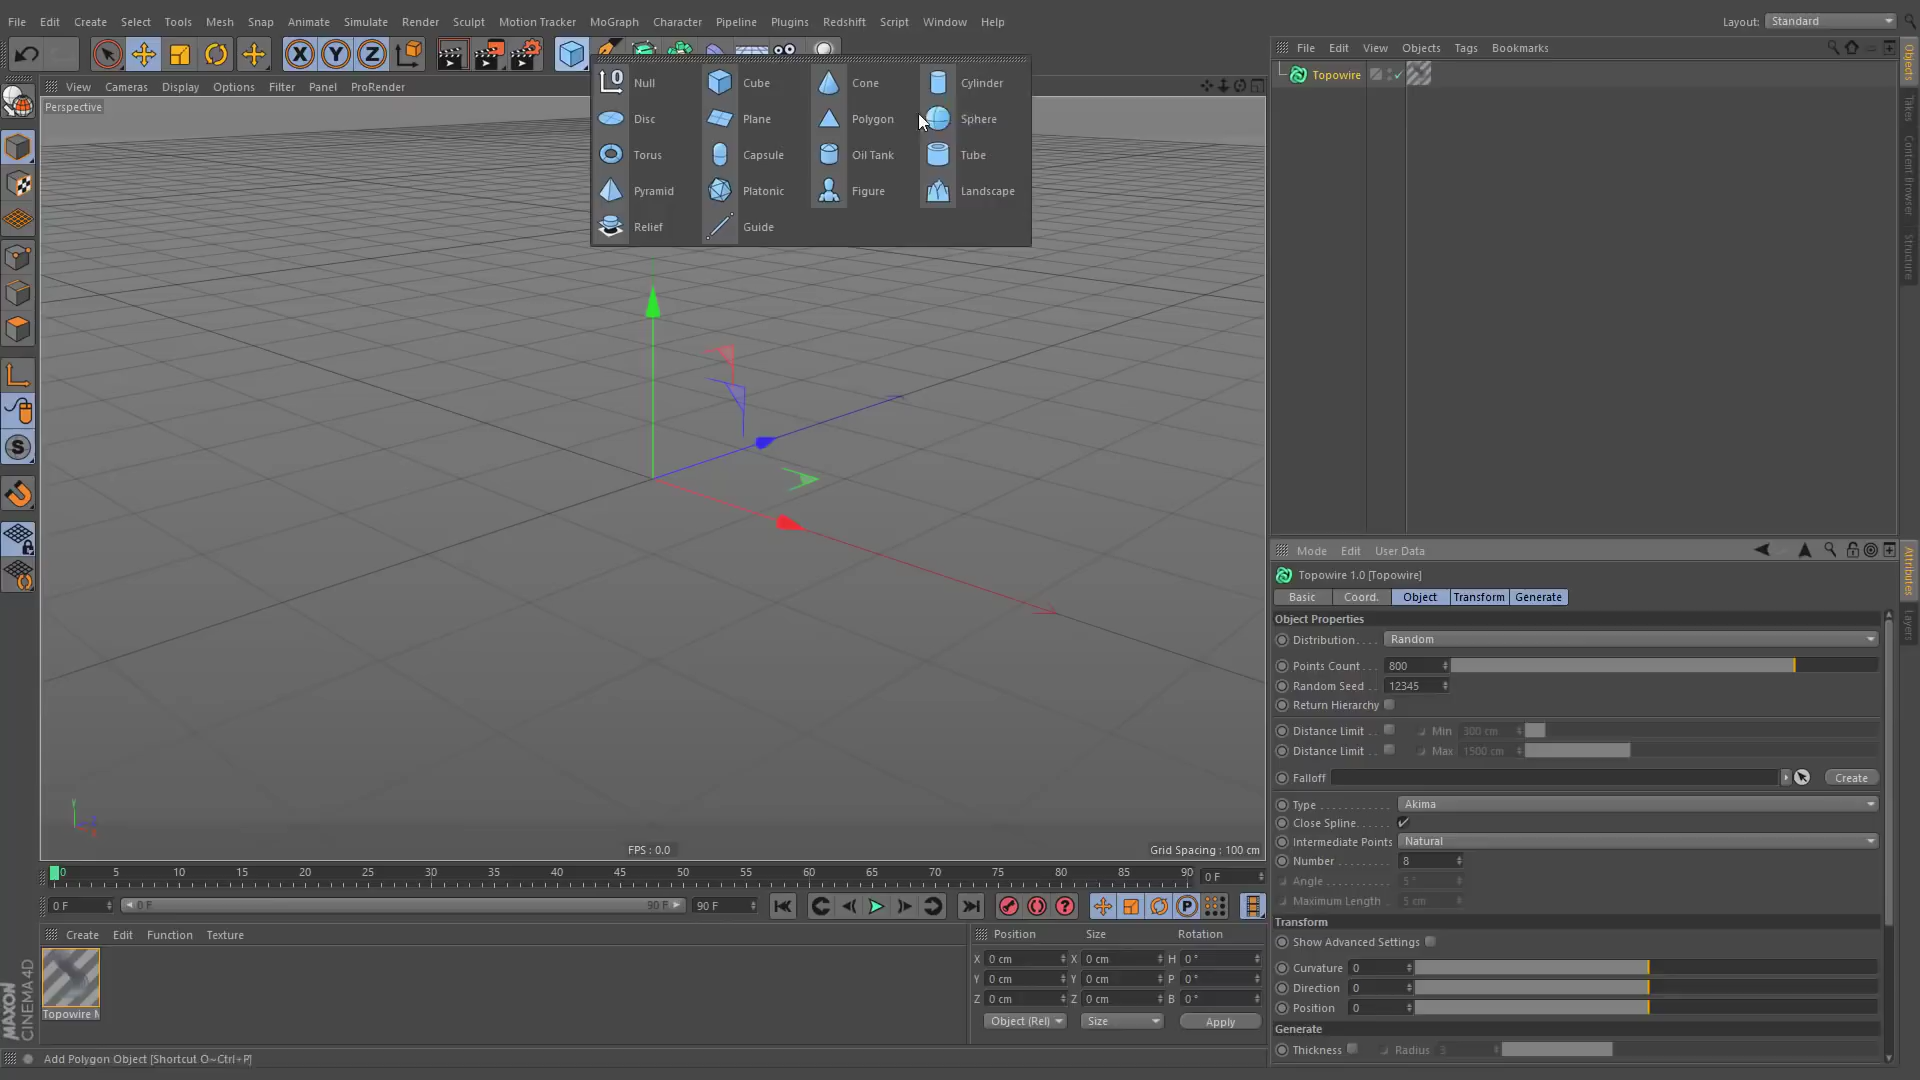 File Edit Create Select Tools Mesh Snap Animate Simulate Render Sculpt Motion Tracker MoGraph Character Pipeline Plugins Redshift Script Window Help Layout: Standard
X Y Z
File Edit View Objects Tags Bookmarks
View Cameras Display Options Filter Panel ProRender
Perspective
0 Null Cube Cone Cylinder
Disc Plane Polygon Sphere
Torus Capsule Oil Tank Tube
Pyramid Platonic Figure Landscape
Relief Guide
Topowire
Objects
Takes
Content Browser
Structure
S
Mode Edit User Data
Topowire 1.0 [Topowire]
Basic Coord. Object Transform Generate
Object Properties
Distribution.... Random
Points Count... 800
Random Seed.. 12345
Return Hierarchy
Distance Limit.. Min 300 cm
Distance Limit.. Max 1500 cm
Falloff Create
Type............ Akima
Close Spline...... ✓
Intermediate Points Natural
Number......... 8
Angle........... 5 °
Maximum Length.. 5 cm
Transform
Show Advanced Settings
Curvature 0
Direction 0
Position 0
Generate
Thickness Radius 3
Attributes
Layers
FPS : 0.0 Grid Spacing : 100 cm
0 5 10 15 20 25 30 35 40 45 50 55 60 65 70 75 80 85 90 0 F
0 F 0 F 90 F 90 F
Create Edit Function Texture
Position Size Rotation
X 0 cm X 0 cm H 0 °
Y 0 cm Y 0 cm P 0 °
Z 0 cm Z 0 cm B 0 °
Object (Rel) Size Apply
Topowire M
MAXON
CINEMA 4D
Add Polygon Object [Shortcut O~Ctrl+P]